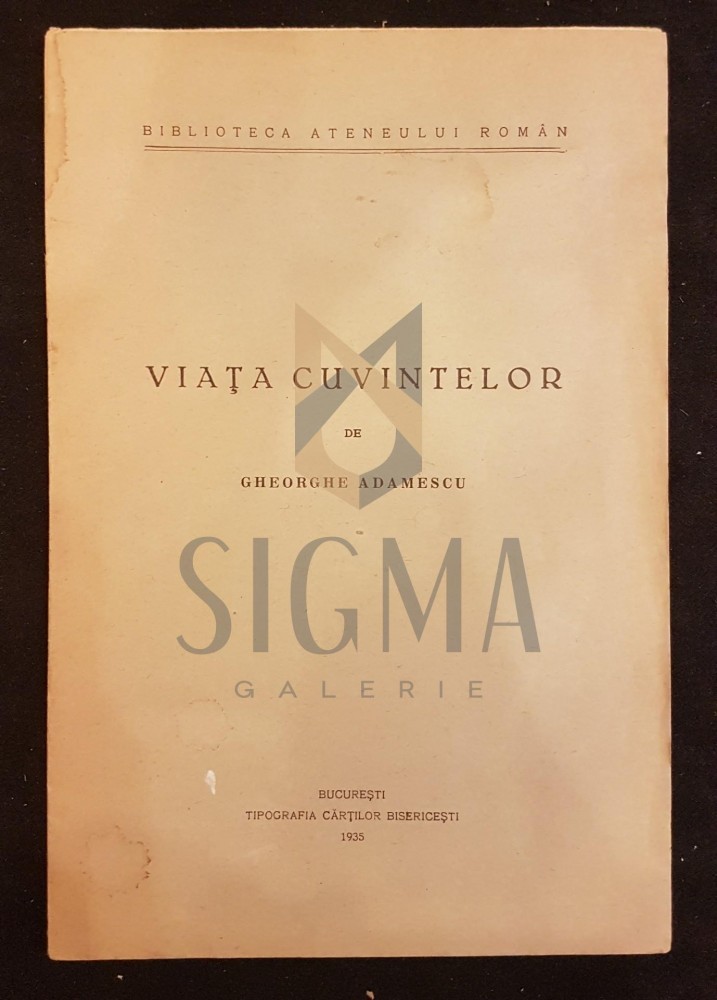 BIBLIOTECA ATENEULUI ROMÂN
VIAŢA CUVINTELOR
DE
GHEORGHE ADAMESCU
SIGMA
GALERIE
BUCUREŞTI
TIPOGRAFIA CĂRŢILOR BISERICEŞTI
1935